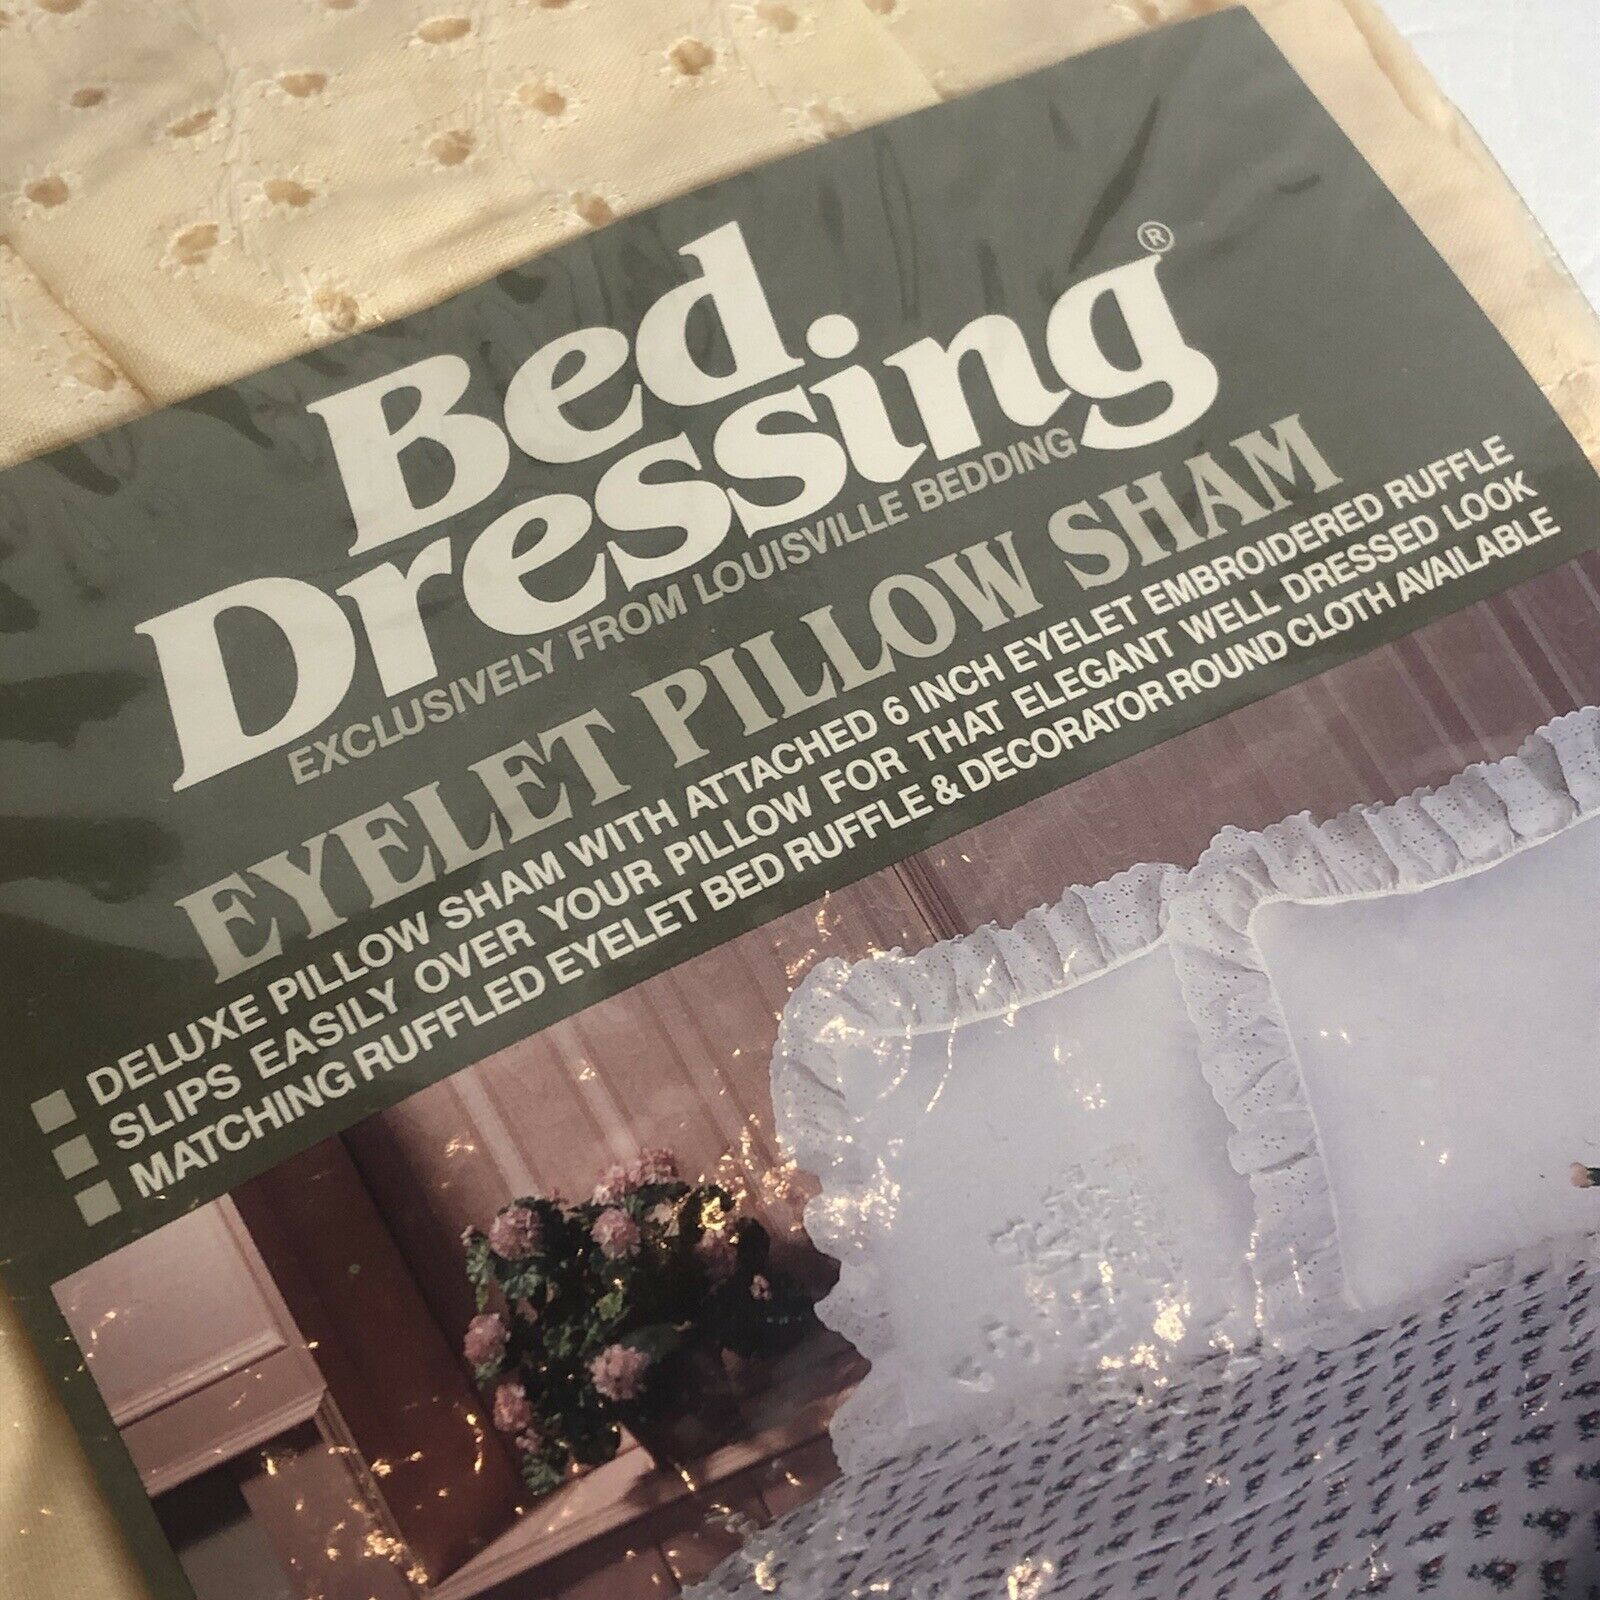 Bed
Dressing®
EXCLUSIVELY FROM LOUISVILLE BEDDING
EYELET PILLOW SHAM
DELUXE PILLOW SHAM WITH ATTACHED 6 INCH EYELET EMBROIDERED RUFFLE
SLIPS EASILY OVER YOUR PILLOW FOR THAT ELEGANT WELL DRESSED LOOK
MATCHING RUFFLED EYELET BED RUFFLE & DECORATOR ROUND CLOTH AVAILABLE